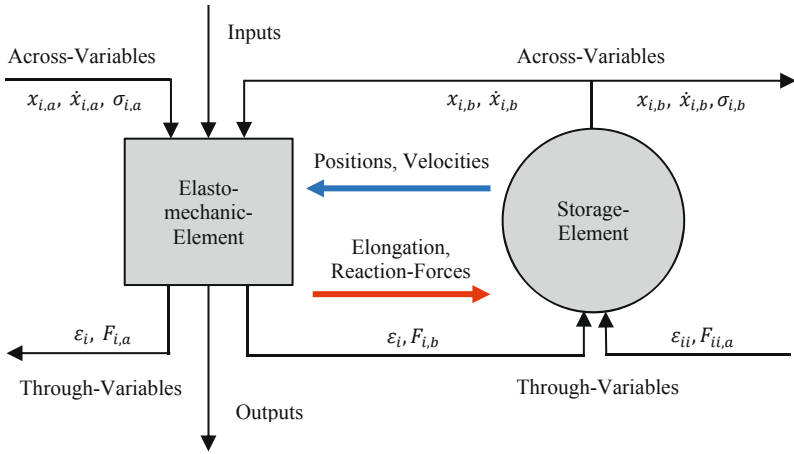 Inputs
Across-Variables
Across-Variables
x_{i,a}, ẋ_{i,a}, σ_{i,a}
x_{i,b}, ẋ_{i,b}
x_{i,b}, ẋ_{i,b}, σ_{i,b}
Positions, Velocities
Elasto-
mechanic-
Element
Storage-
Element
Elongation,
Reaction-Forces
ε_i, F_{i,a}
ε_i, F_{i,b}
ε_{ii}, F_{ii,a}
Through-Variables
Through-Variables
Outputs